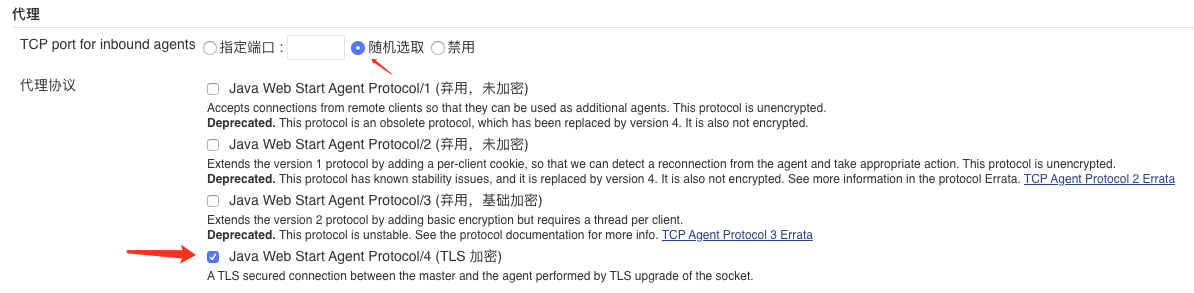 代理
TCP port for inbound agents 指定端口 : 随机选取 禁用
代理协议 Java Web Start Agent Protocol/1 (弃用，未加密)
Accepts connections from remote clients so that they can be used as additional agents. This protocol is unencrypted.
Deprecated. This protocol is an obsolete protocol, which has been replaced by version 4. It is also not encrypted.
Java Web Start Agent Protocol/2 (弃用，未加密)
Extends the version 1 protocol by adding a per-client cookie, so that we can detect a reconnection from the agent and take appropriate action. This protocol is unencrypted.
Deprecated. This protocol has known stability issues, and it is replaced by version 4. It is also not encrypted. See more information in the protocol Errata. TCP Agent Protocol 2 Errata
Java Web Start Agent Protocol/3 (弃用，基础加密)
Extends the version 2 protocol by adding basic encryption but requires a thread per client.
Deprecated. This protocol is unstable. See the protocol documentation for more info. TCP Agent Protocol 3 Errata
Java Web Start Agent Protocol/4 (TLS 加密)
A TLS secured connection between the master and the agent performed by TLS upgrade of the socket.